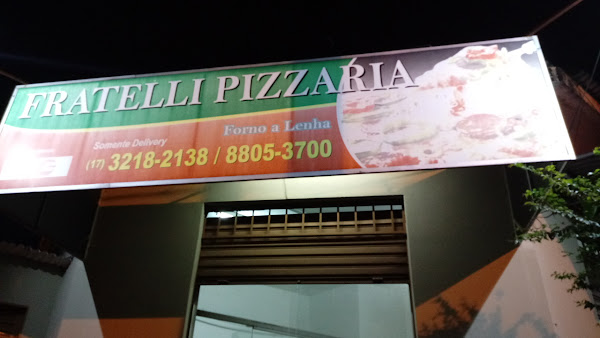 FRATELLI PIZZARIA
Forno a Lenha
Somente Delivery
(17) 3218-2138 / 8805-3700